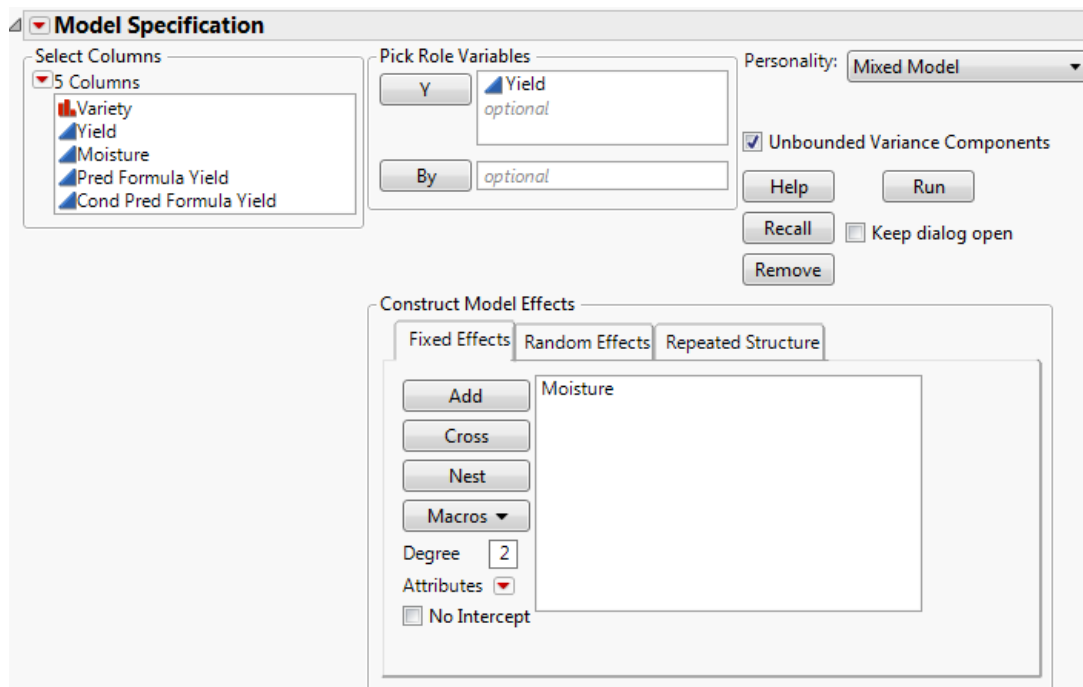 Model Specification
Select Columns
5 Columns
Variety
Yield
Moisture
Pred Formula Yield
Cond Pred Formula Yield
Pick Role Variables
Y
Yield
optional
By
optional
Personality:
Mixed Model
Unbounded Variance Components
Help
Run
Recall
Keep dialog open
Remove
Construct Model Effects
Fixed Effects
Random Effects
Repeated Structure
Add
Moisture
Cross
Nest
Macros
Degree 2
Attributes
No Intercept